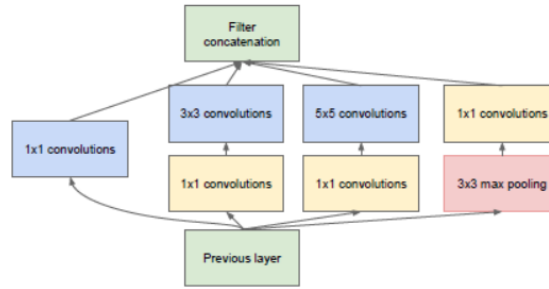 Filter
concatenation
3x3 convolutions
5x5 convolutions
1x1 convolutions
1x1 convolutions
1x1 convolutions
1x1 convolutions
3x3 max pooling
Previous layer